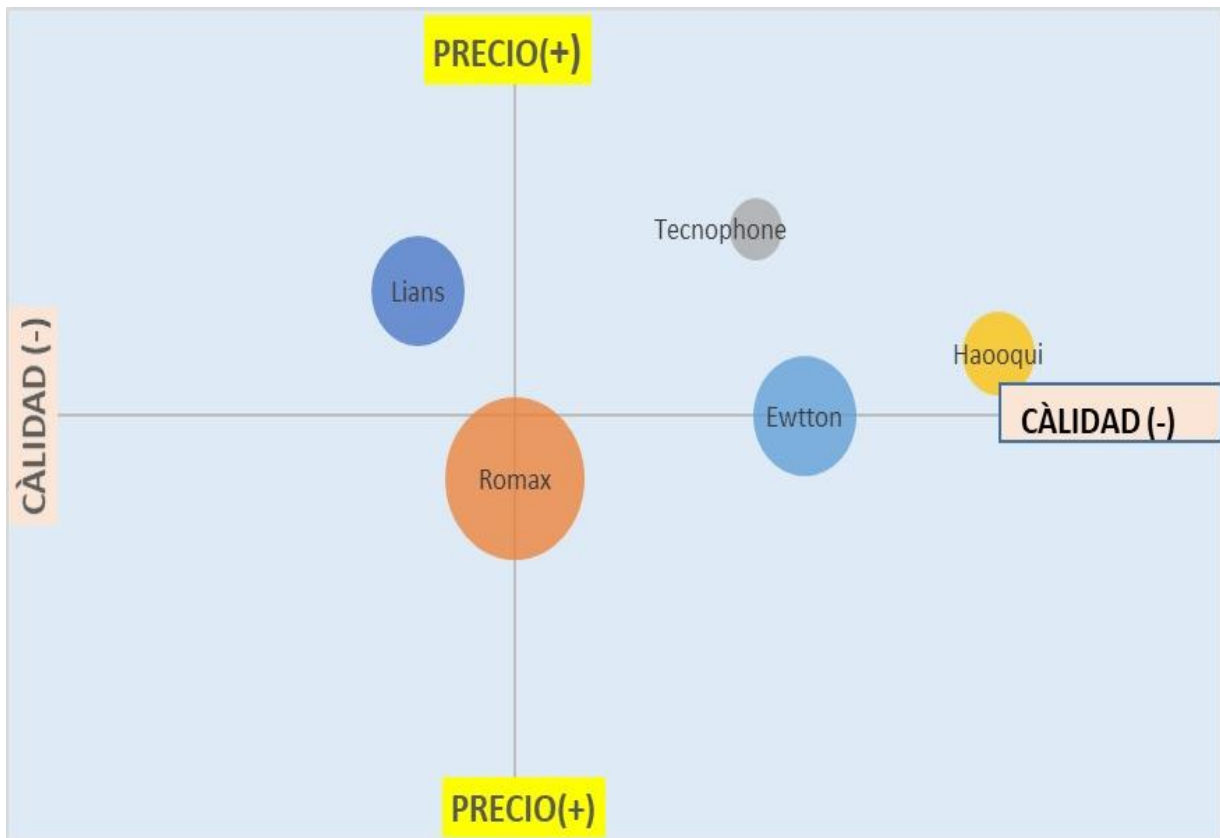 PRECIO(+)
Tecnophone
Lians
Haooqui
CÀLIDAD (-)
Ewtton
CÀLIDAD (-)
Romax
PRECIO(+)